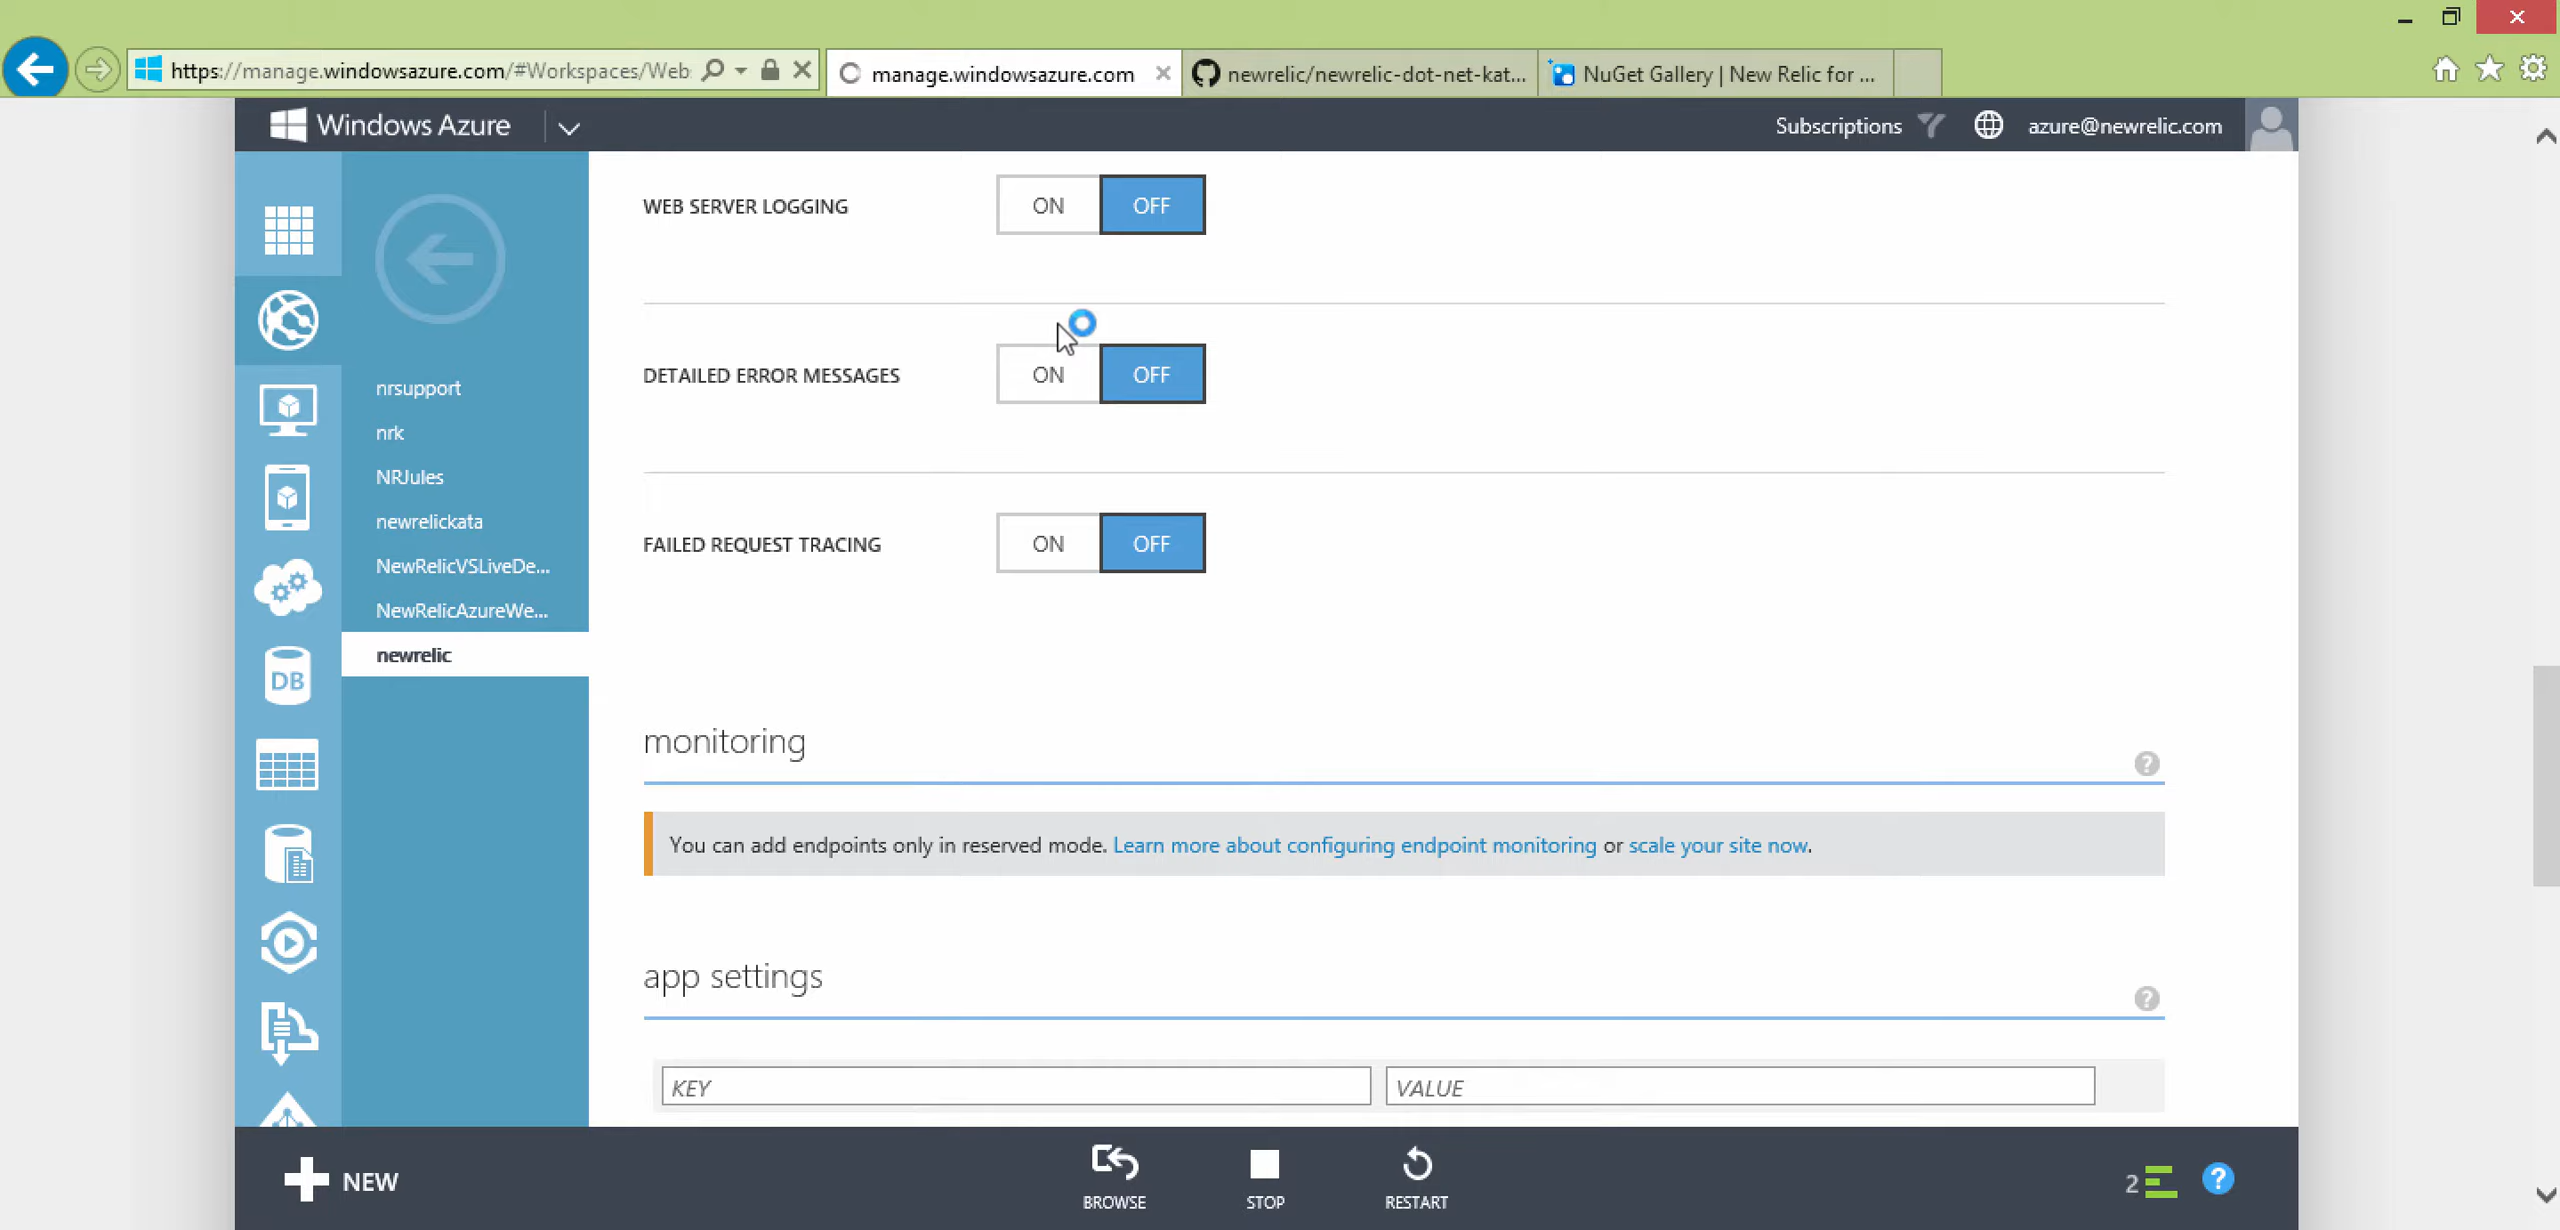 https://manage.windowsazure.com/#Workspaces/Web
manage.windowsazure.com
newrelic/newrelic-dot-net-kat...
NuGet Gallery | New Relic for ...
Windows Azure
Subscriptions
azure@newrelic.com
WEB SERVER LOGGING
ON
OFF
DETAILED ERROR MESSAGES
ON
OFF
FAILED REQUEST TRACING
ON
OFF
nrsupport
nrk
NRJules
newrelickata
NewRelicVSLiveDe...
NewRelicAzureWe...
newrelic
DB
monitoring
?
You can add endpoints only in reserved mode. Learn more about configuring endpoint monitoring or scale your site now.
app settings
?
KEY
VALUE
NEW
BROWSE
STOP
RESTART
2
?